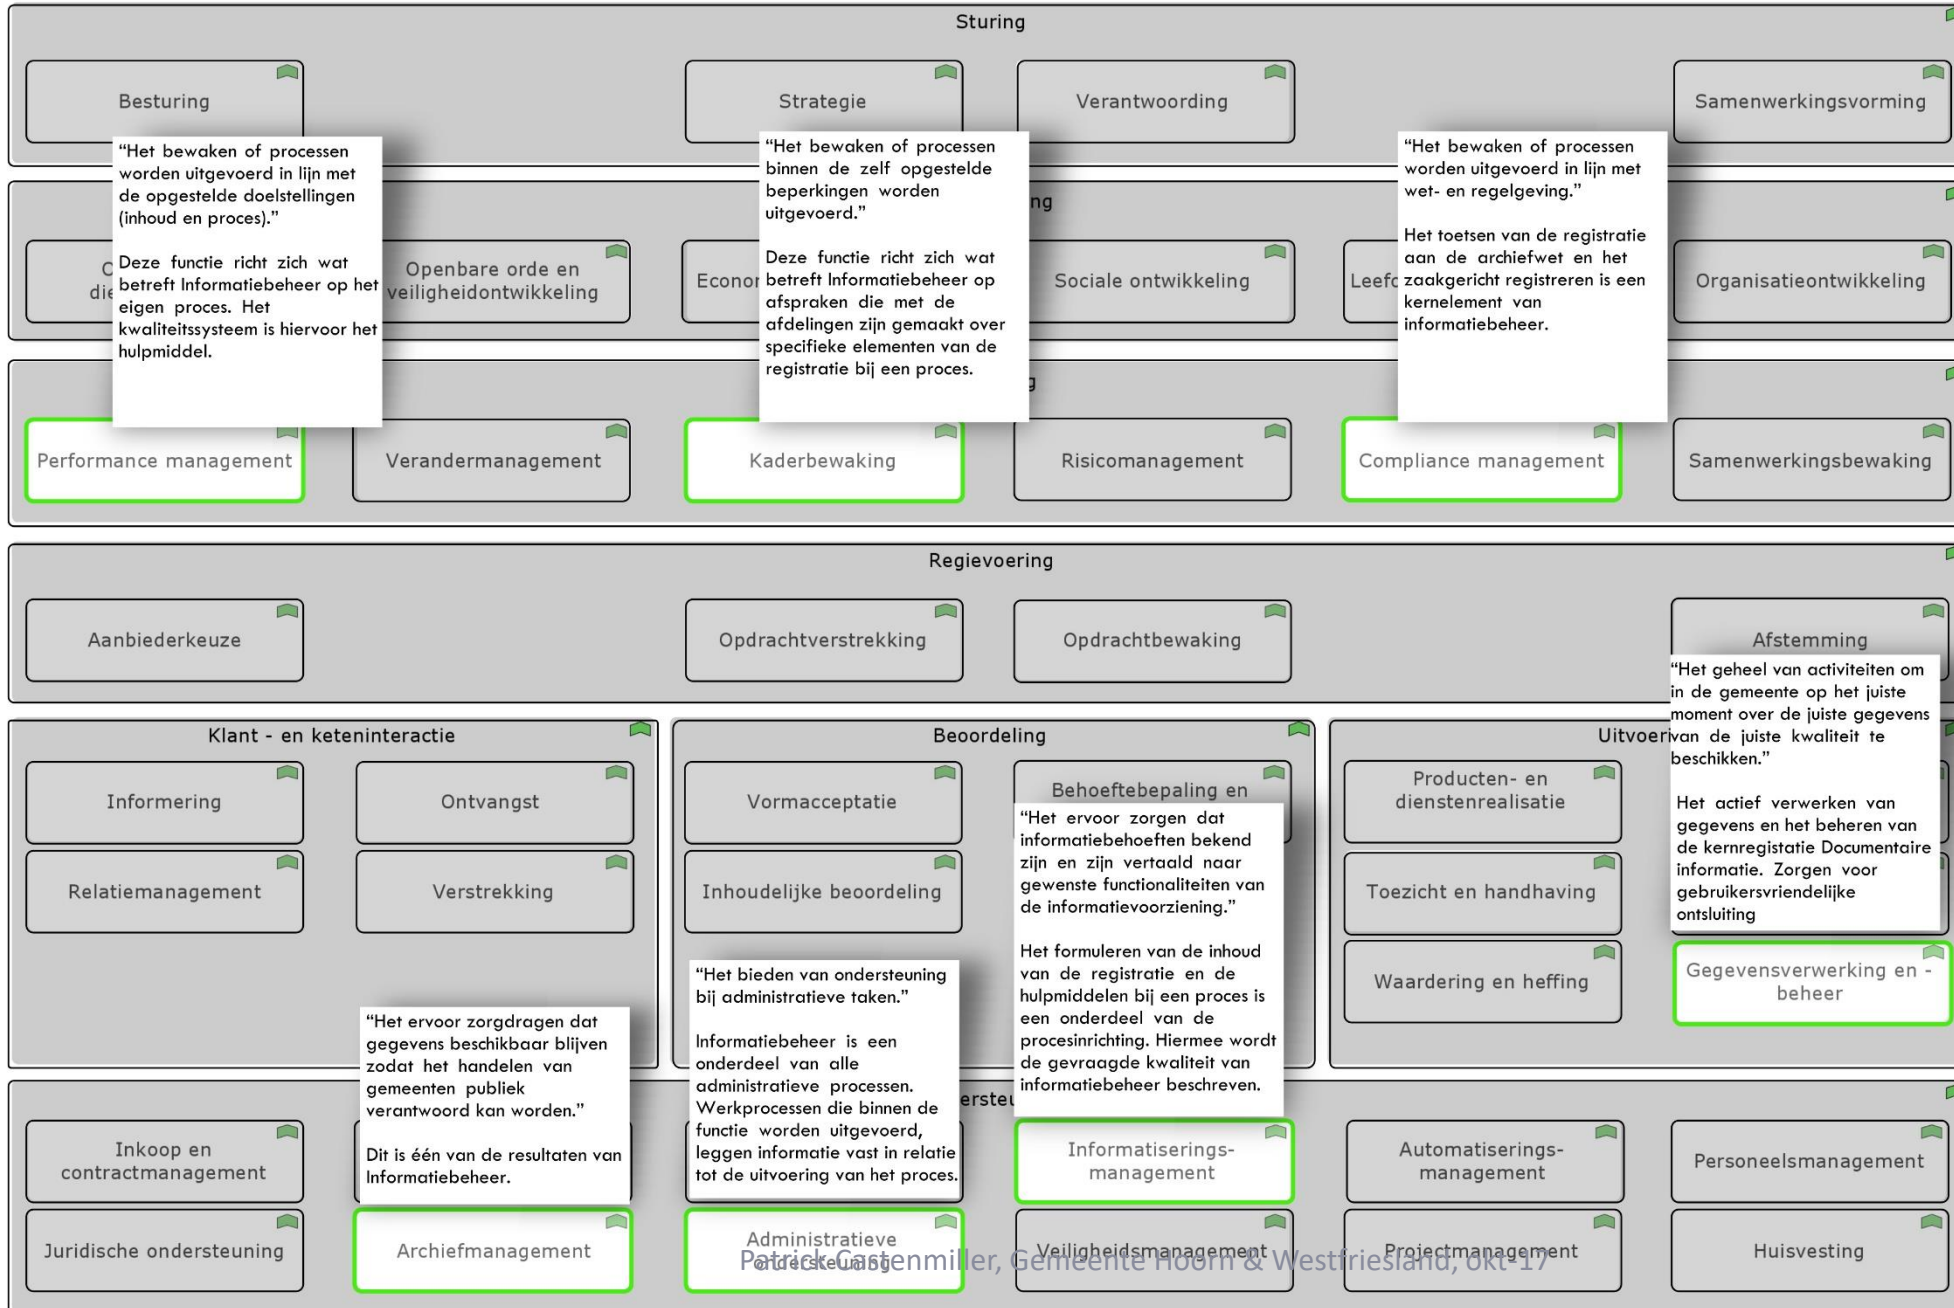 Sturing
Besturing
Strategie
Verantwoording
Samenwerkingsvorming
“Het bewaken of processen
worden uitgevoerd in lijn met
de opgestelde doelstellingen
(inhoud en proces).”
Deze functie richt zich wat
betreft Informatiebeheer op het
eigen proces. Het
kwaliteitssysteem is hiervoor het
hulpmiddel.
“Het bewaken of processen
binnen de zelf opgestelde
beperkingen worden
uitgevoerd.”
Deze functie richt zich wat
betreft Informatiebeheer op
afspraken die met de
afdelingen zijn gemaakt over
specifieke elementen van de
registratie bij een proces.
“Het bewaken of processen
worden uitgevoerd in lijn met
wet- en regelgeving.”
Het toetsen van de registratie
aan de archiefwet en het
zaakgericht registreren is een
kernelement van
informatiebeheer.
Openbare orde en
veiligheidontwikkeling
Sociale ontwikkeling
Organisatieontwikkeling
Performance management
Verandermanagement
Kaderbewaking
Risicomanagement
Compliance management
Samenwerkingsbewaking
Regievoering
Aanbiederkeuze
Opdrachtverstrekking
Opdrachtbewaking
Afstemming
“Het geheel van activiteiten om
in de gemeente op het juiste
moment over de juiste gegevens
van de juiste kwaliteit te
beschikken.”
Het actief verwerken van
gegevens en het beheren van
de kernregistatie Documentaire
informatie. Zorgen voor
gebruikersvriendelijke
ontsluiting
Klant - en keteninteractie
Informering
Ontvangst
Relatiemanagement
Verstrekking
Beoordeling
Vormacceptatie
Behoeftebepaling en
Inhoudelijke beoordeling
“Het ervoor zorgen dat
informatiebehoeften bekend
zijn en zijn vertaald naar
gewenste functionaliteiten van
de informatievoorziening.”
Het formuleren van de inhoud
van de registratie en de
hulpmiddelen bij een proces is
een onderdeel van de
procesinrichting. Hiermee wordt
de gevraagde kwaliteit van
informatiebeheer beschreven.
Producten- en
dienstenrealisatie
Toezicht en handhaving
Waardering en heffing
Gegevensverwerking en -
beheer
“Het ervoor zorgdragen dat
gegevens beschikbaar blijven
zodat het handelen van
gemeenten publiek
verantwoord kan worden.”
Dit is één van de resultaten van
Informatiebeheer.
“Het bieden van ondersteuning
bij administratieve taken.”
Informatiebeheer is een
onderdeel van alle
administratieve processen.
Werkprocessen die binnen de
functie worden uitgevoerd,
leggen informatie vast in relatie
tot de uitvoering van het proces.
Inkoop en
contractmanagement
Informatiserings-
management
Automatiserings-
management
Personeelsmanagement
Juridische ondersteuning
Archiefmanagement
Administratieve
ondersteuning
Veiligheidsmanagement
Projectmanagement
Huisvesting
Patrick Castenmiller, Gemeente Hoorn & Westfriesland, okt-17